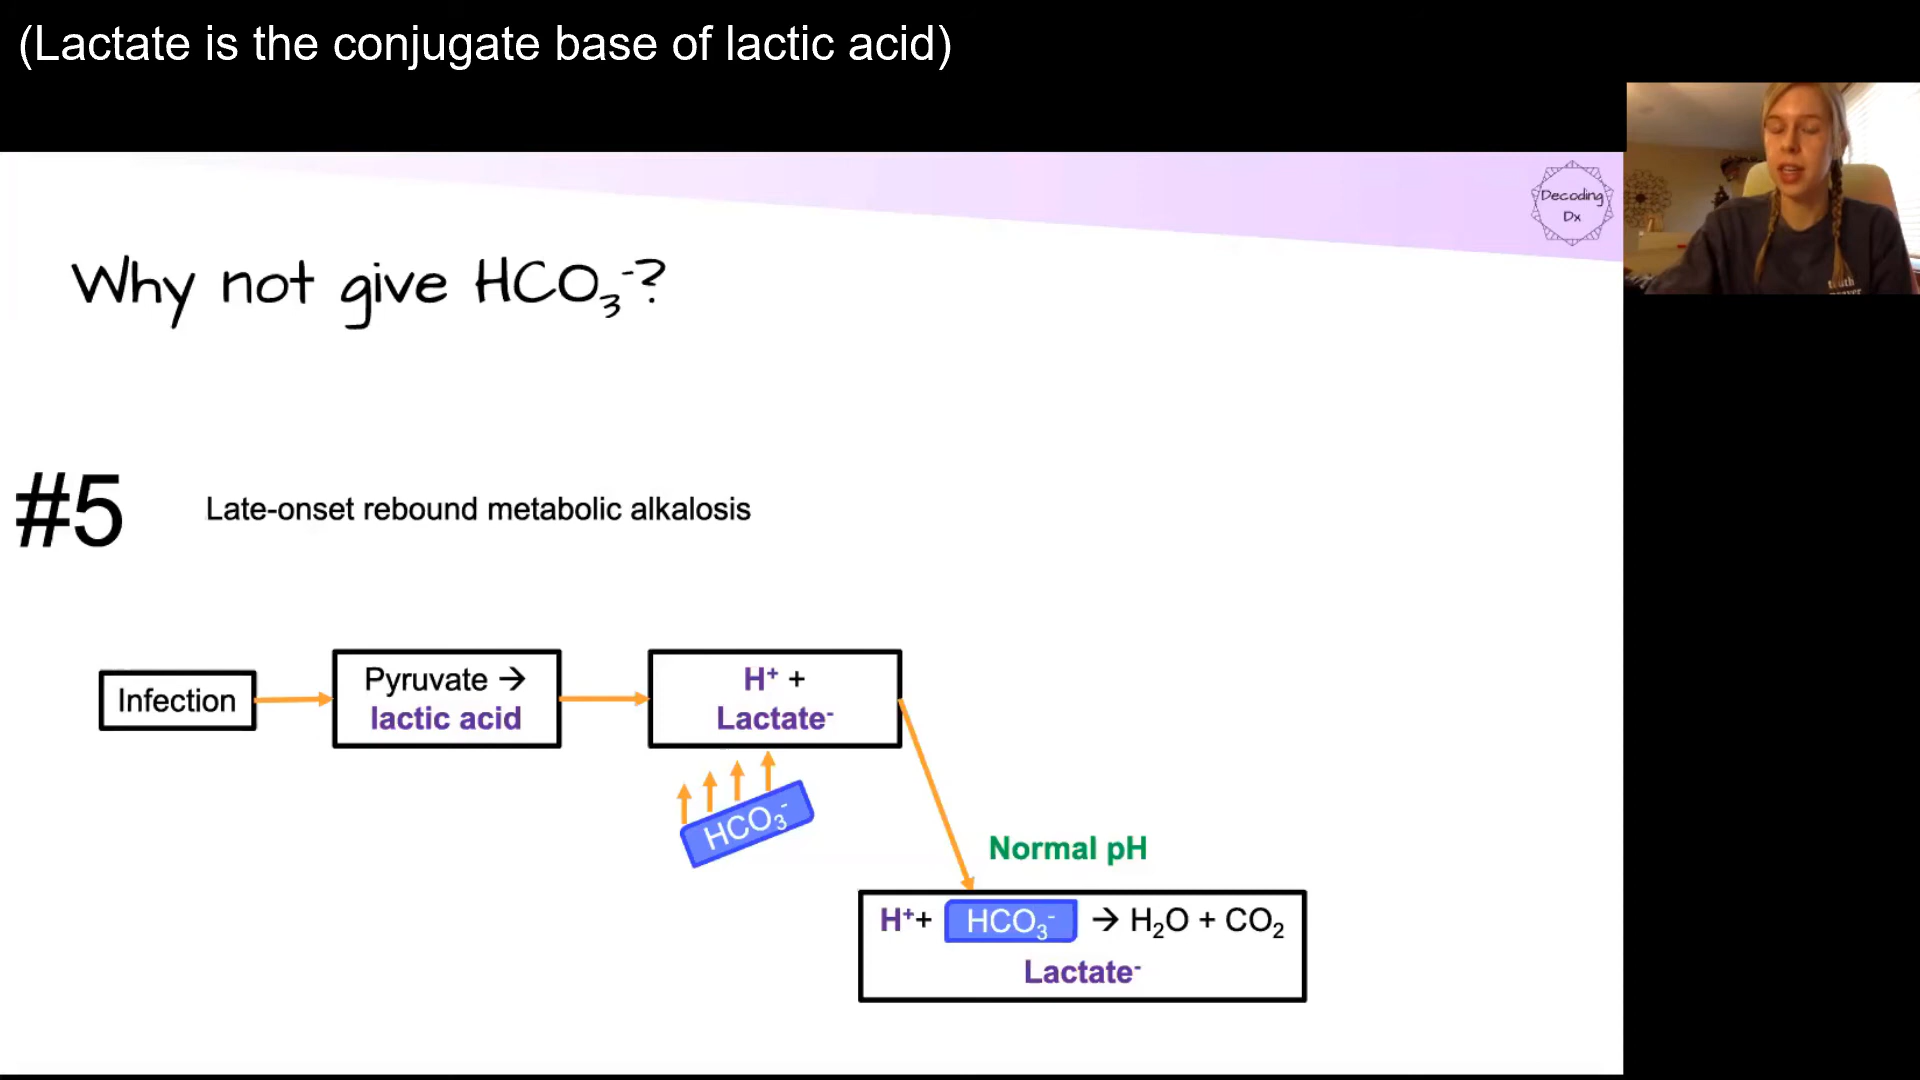 (Lactate is the conjugate base of lactic acid)
Decoding
Dx
Why not give HCO₃⁻?
#5
Late-onset rebound metabolic alkalosis
Infection
Pyruvate →
lactic acid
H⁺ +
Lactate⁻
HCO₃⁻
Normal pH
H⁺+ HCO₃⁻ → H₂O + CO₂
Lactate⁻
truth